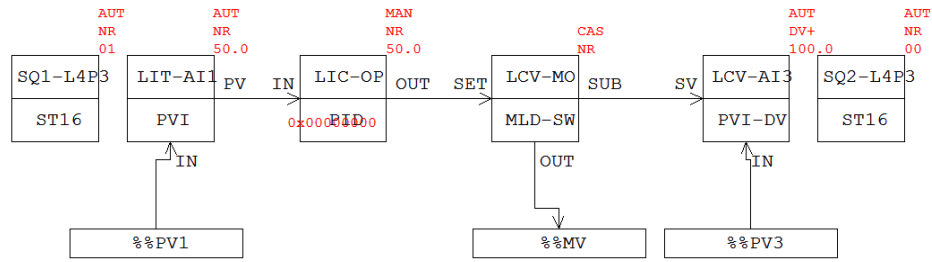 AUT
NR
01
AUT
NR
50.0
MAN
NR
50.0
CAS
NR
AUT
DV+
100.0
AUT
NR
00
SQ1-L4P3
ST16
LIT-AI1
PVI
PV
IN
LIC-OP
PID
0x00000000
OUT
SET
LCV-MO
MLD-SW
SUB
SV
LCV-AI3
PVI-DV
SQ2-L4P3
ST16
IN
OUT
IN
%%PV1
%%MV
%%PV3